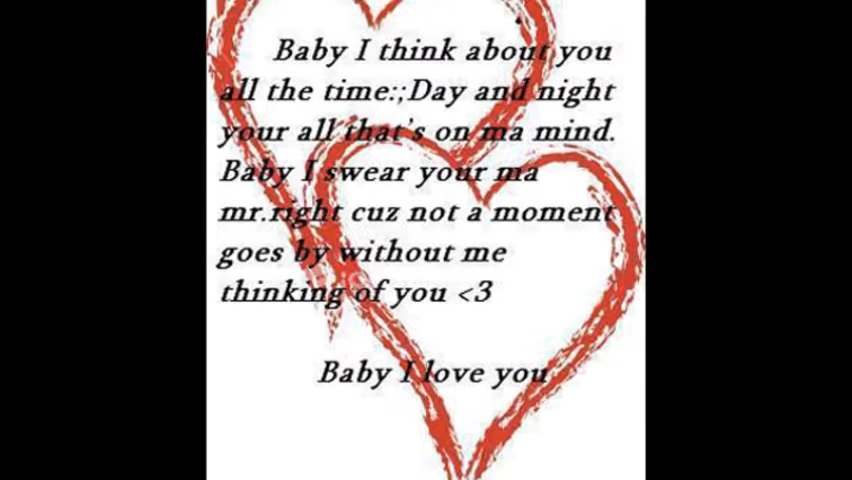 Baby I think about you
all the time:;Day and night
your all that's on ma mind.
Baby I swear your ma
mr.right cuz not a moment
goes by without me
thinking of you <3
Baby I love you